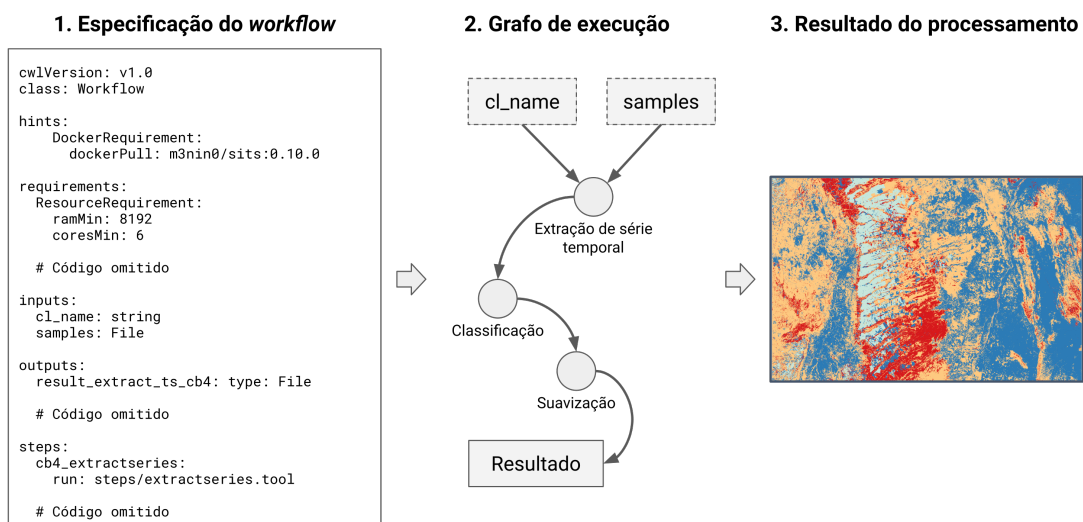 1. Especificação do workflow
cwlVersion: v1.0
class: Workflow
hints:
DockerRequirement:
dockerPull: m3nin0/sits:0.10.0
requirements:
ResourceRequirement:
ramMin: 8192
coresMin: 6
# Código omitido
inputs:
cl_name: string
samples: File
outputs:
result_extract_ts_cb4: type: File
# Código omitido
steps:
cb4_extractseries:
run: steps/extractseries.tool
# Código omitido
2. Grafo de execução
cl_name
samples
Extração de série
temporal
Classificação
Suavização
Resultado
3. Resultado do processamento